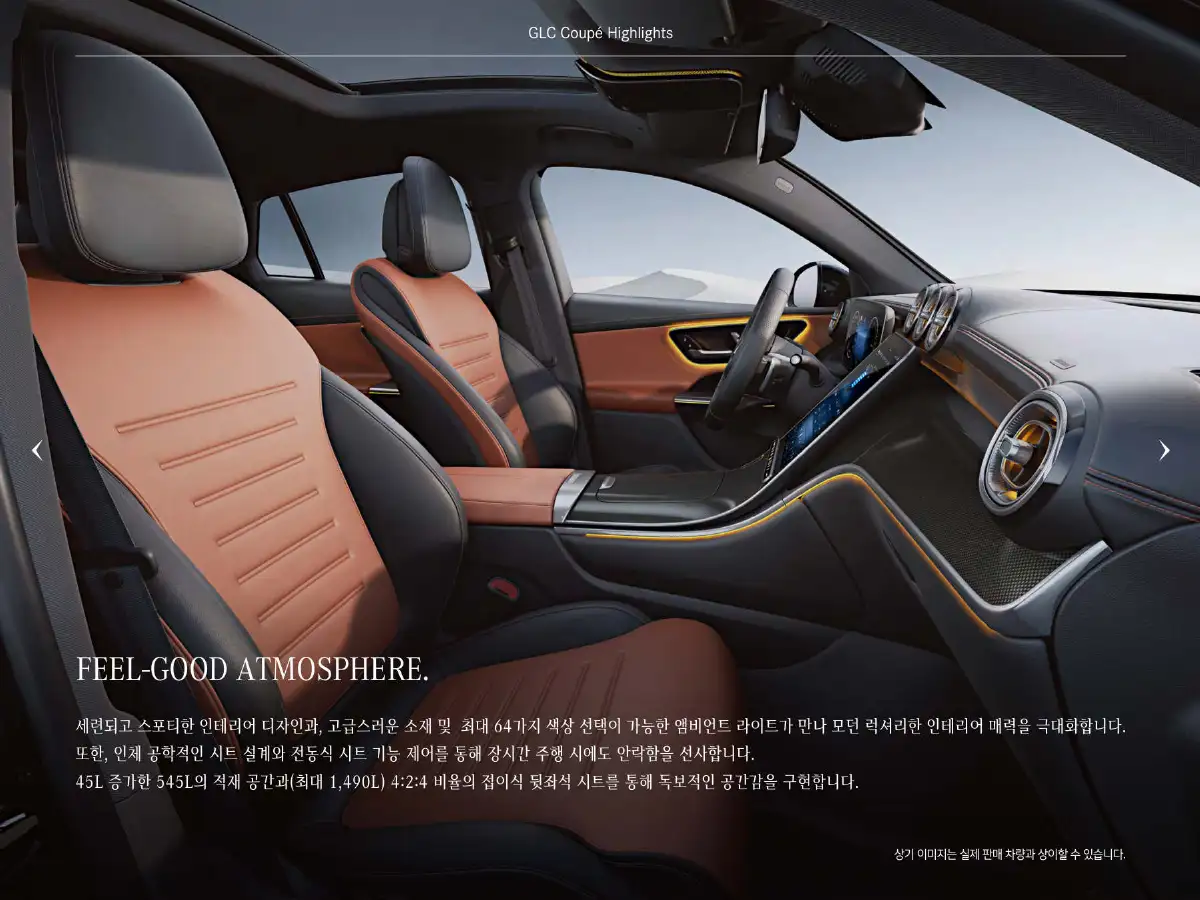 GLC Coupé Highlights
FEEL-GOOD ATMOSPHERE.
세련되고 스포티한 인테리어 디자인과, 고급스러운 소재 및 최대 64가지 색상 선택이 가능한 앰비언트 라이트가 만나 모던 럭셔리한 인테리어 매력을 극대화합니다.
또한, 인체 공학적인 시트 설계와 전동식 시트 기능 제어를 통해 장시간 주행 시에도 안락함을 선사합니다.
45L 증가한 545L의 적재 공간과(최대 1,490L) 4:2:4 비율의 접이식 뒷좌석 시트를 통해 독보적인 공간감을 구현합니다.
상기 이미지는 실제 판매 차량과 상이할 수 있습니다.